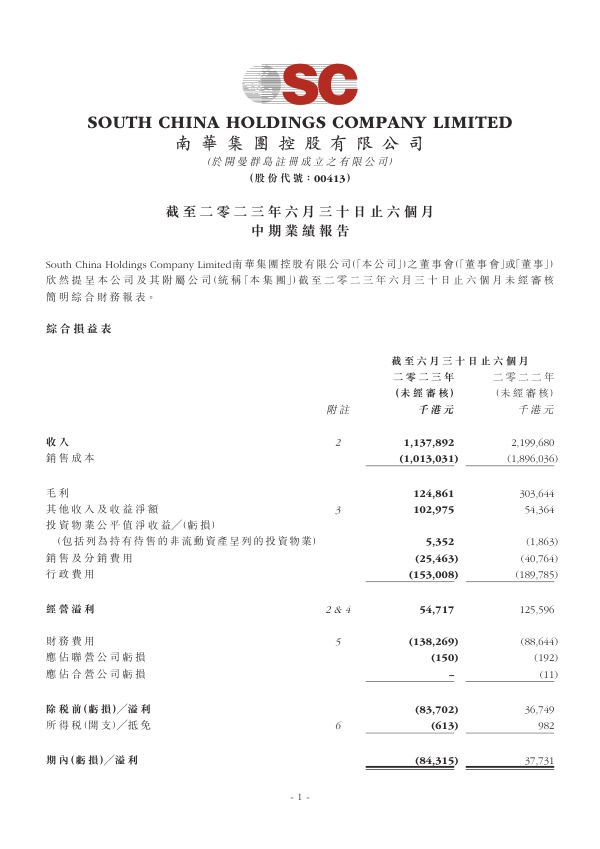 SC
SOUTH CHINA HOLDINGS COMPANY LIMITED
南華集團控股有限公司
(於開曼群島註冊成立之有限公司)
(股份代號：00413)
截至二零二三年六月三十日止六個月
中期業績報告
South China Holdings Company Limited南華集團控股有限公司(「本公司」)之董事會(「董事會」或「董事」)
欣然提呈本公司及其附屬公司(統稱「本集團」)截至二零二三年六月三十日止六個月未經審核
簡明綜合財務報表。
綜合損益表
截至六月三十日止六個月
二零二三年 二零二二年
(未經審核) (未經審核)
附註 千港元 千港元
收入 2 1,137,892 2,199,680
銷售成本 (1,013,031) (1,896,036)
毛利 124,861 303,644
其他收入及收益淨額 3 102,975 54,364
投資物業公平值淨收益╱(虧損)
(包括列為持有待售的非流動資產呈列的投資物業) 5,352 (1,863)
銷售及分銷費用 (25,463) (40,764)
行政費用 (153,008) (189,785)
經營溢利 2 & 4 54,717 125,596
財務費用 5 (138,269) (88,644)
應佔聯營公司虧損 (150) (192)
應佔合營公司虧損 – (11)
除稅前(虧損)╱溢利 (83,702) 36,749
所得稅(開支)╱抵免 6 (613) 982
期內(虧損)╱溢利 (84,315) 37,731
- 1 -